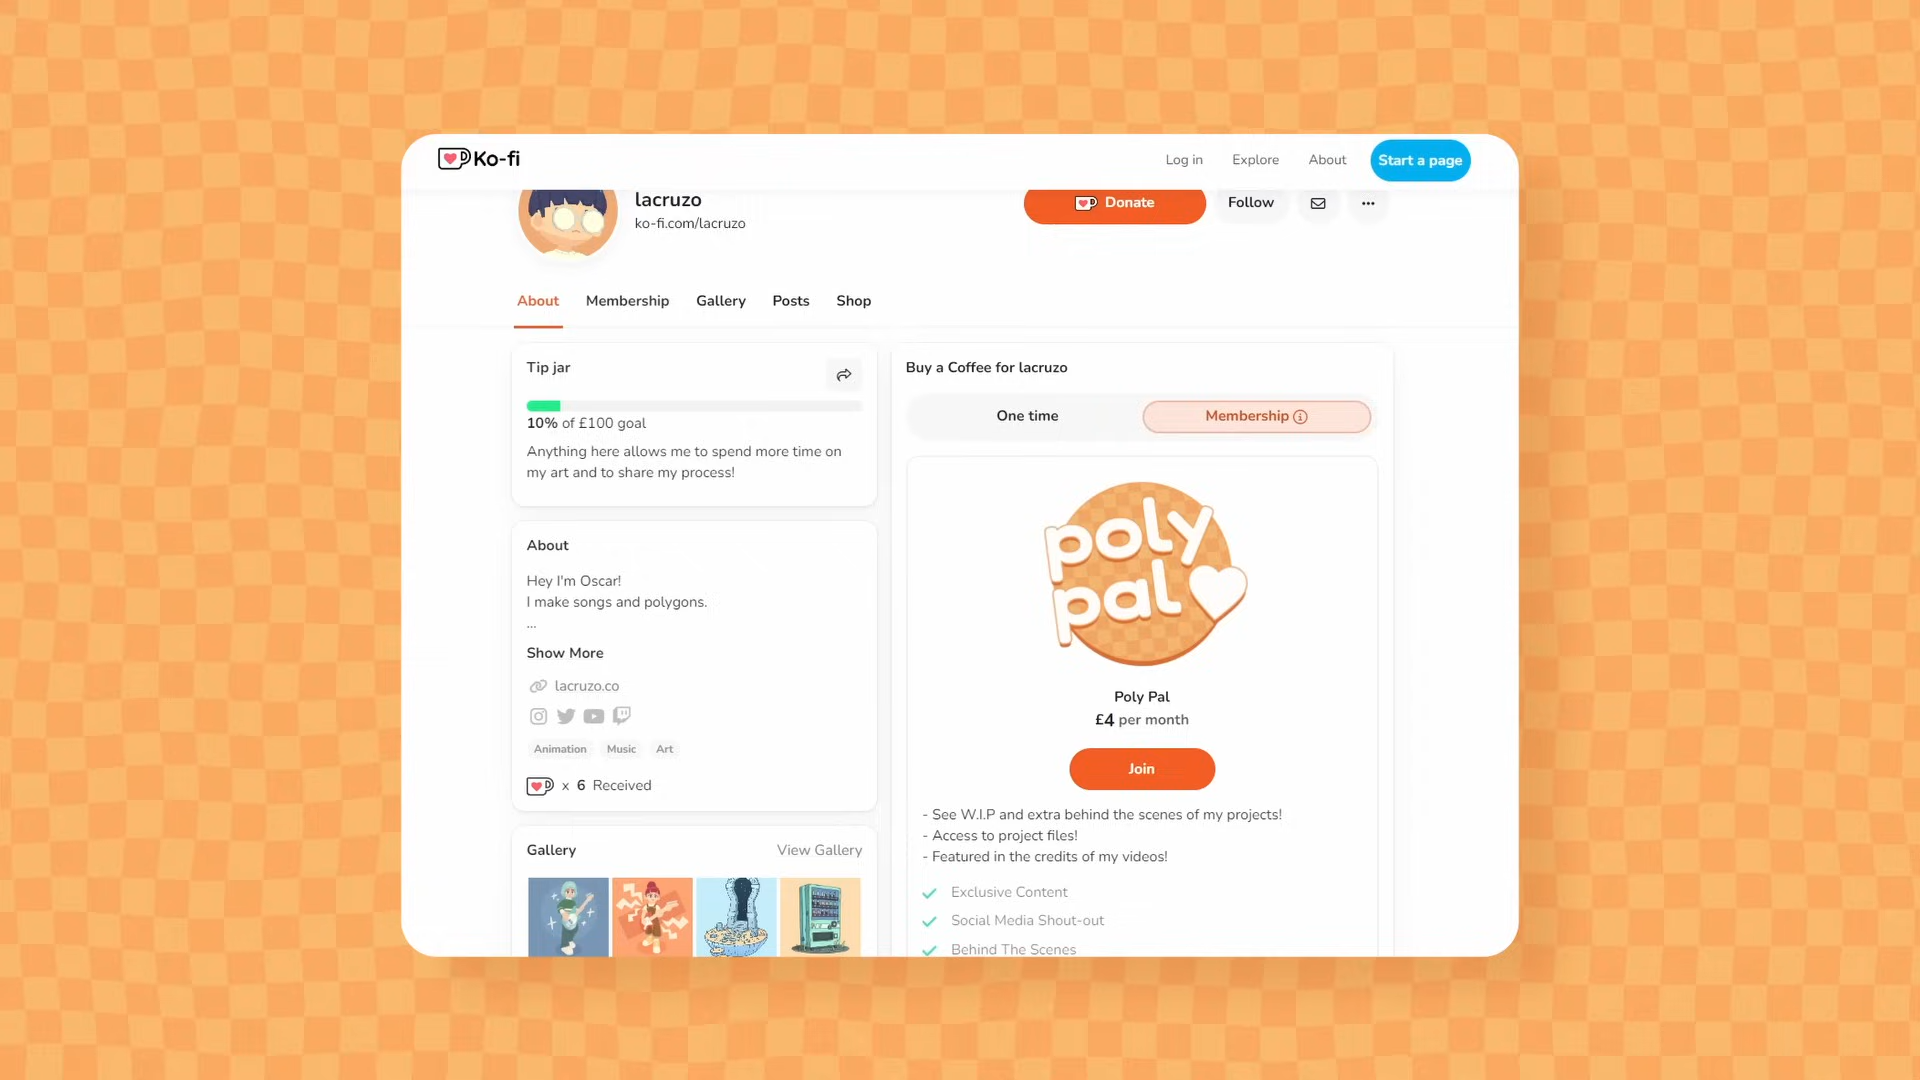 Ko-fi
Log in
Explore
About
Start a page
lacruzo
ko-fi.com/lacruzo
Donate
Follow
...
About
Membership
Gallery
Posts
Shop
Tip jar
10% of £100 goal
Anything here allows me to spend more time on
my art and to share my process!
About
Hey I'm Oscar!
I make songs and polygons.
...
Show More
lacruzo.co
Animation
Music
Art
x 6 Received
Gallery
View Gallery
Buy a Coffee for lacruzo
One time
Membership
poly
pal
Poly Pal
£4 per month
Join
- See W.I.P and extra behind the scenes of my projects!
- Access to project files!
- Featured in the credits of my videos!
Exclusive Content
Social Media Shout-out
Behind The Scenes